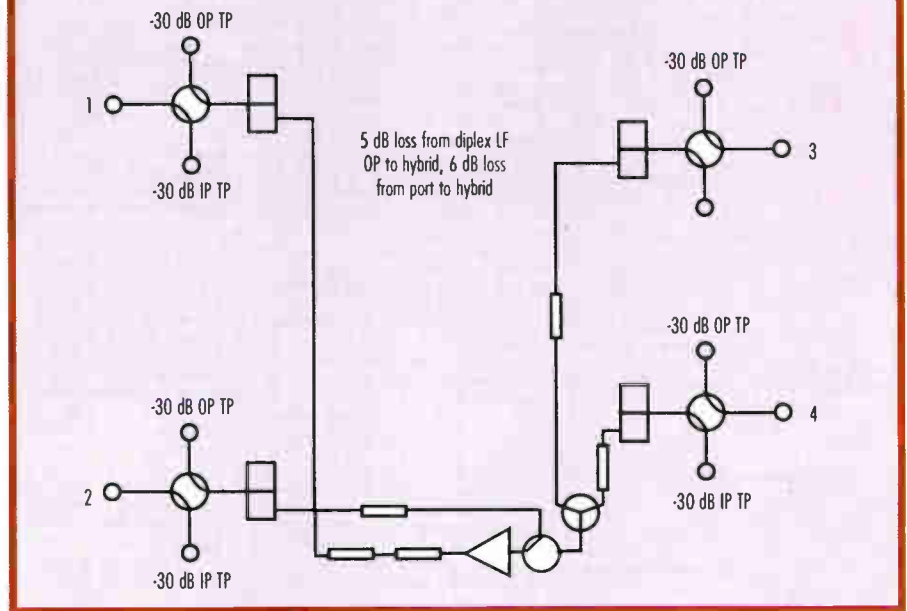 -30 dB OP TP
1
-30 dB IP TP
5 dB loss from diplex LF
OP to hybrid, 6 dB loss
from port to hybrid
-30 dB OP TP
3
-30 dB OP TP
2
-30 dB IP TP
-30 dB OP TP
4
-30 dB IP TP